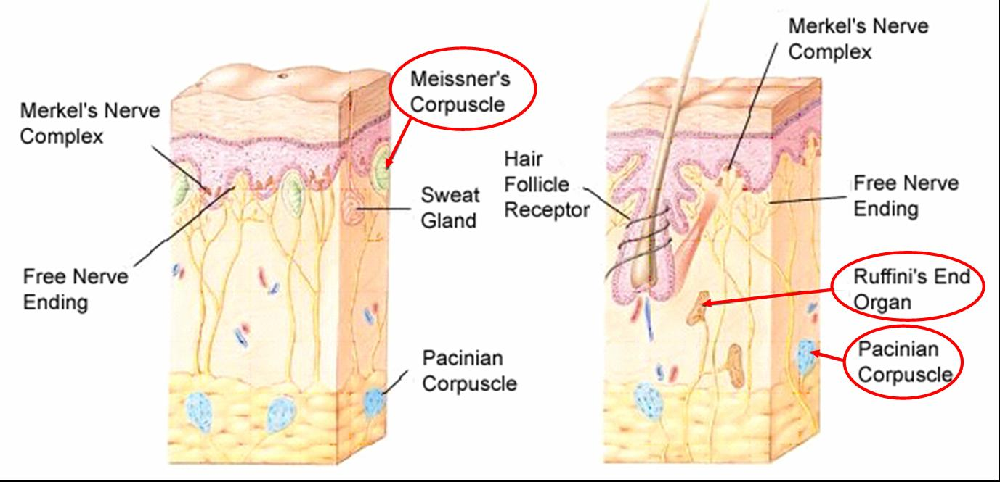 Merkel's Nerve
Complex
Meissner's
Corpuscle
Sweat
Gland
Free Nerve
Ending
Pacinian
Corpuscle
Merkel's Nerve
Complex
Hair
Follicle
Receptor
Free Nerve
Ending
Ruffini's End
Organ
Pacinian
Corpuscle